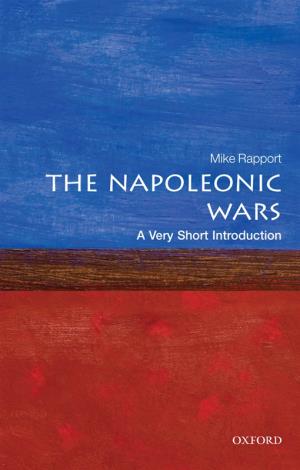 Mike Rapport
THE NAPOLEONIC
WARS
A Very Short Introduction
OXFORD